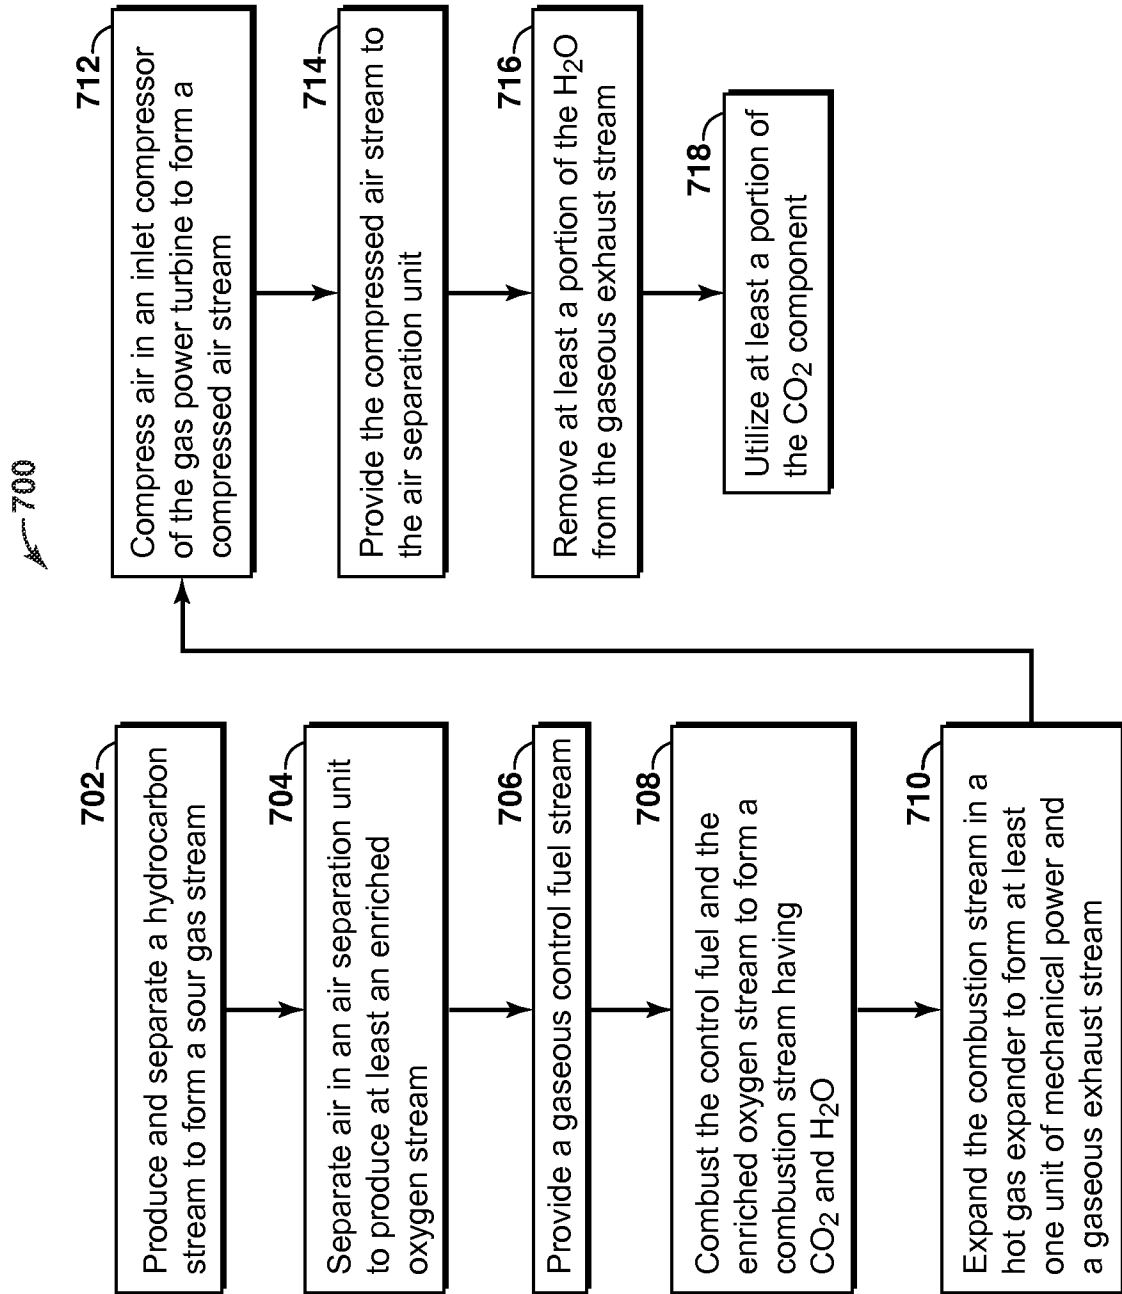 700
702
Produce and separate a hydrocarbon
stream to form a sour gas stream
704
Separate air in an air separation unit
to produce at least an enriched
oxygen stream
706
Provide a gaseous control fuel stream
708
Combust the control fuel and the
enriched oxygen stream to form a
combustion stream having
CO2 and H2O
710
Expand the combustion stream in a
hot gas expander to form at least
one unit of mechanical power and
a gaseous exhaust stream
712
Compress air in an inlet compressor
of the gas power turbine to form a
compressed air stream
714
Provide the compressed air stream to
the air separation unit
716
Remove at least a portion of the H2O
from the gaseous exhaust stream
718
Utilize at least a portion of
the CO2 component